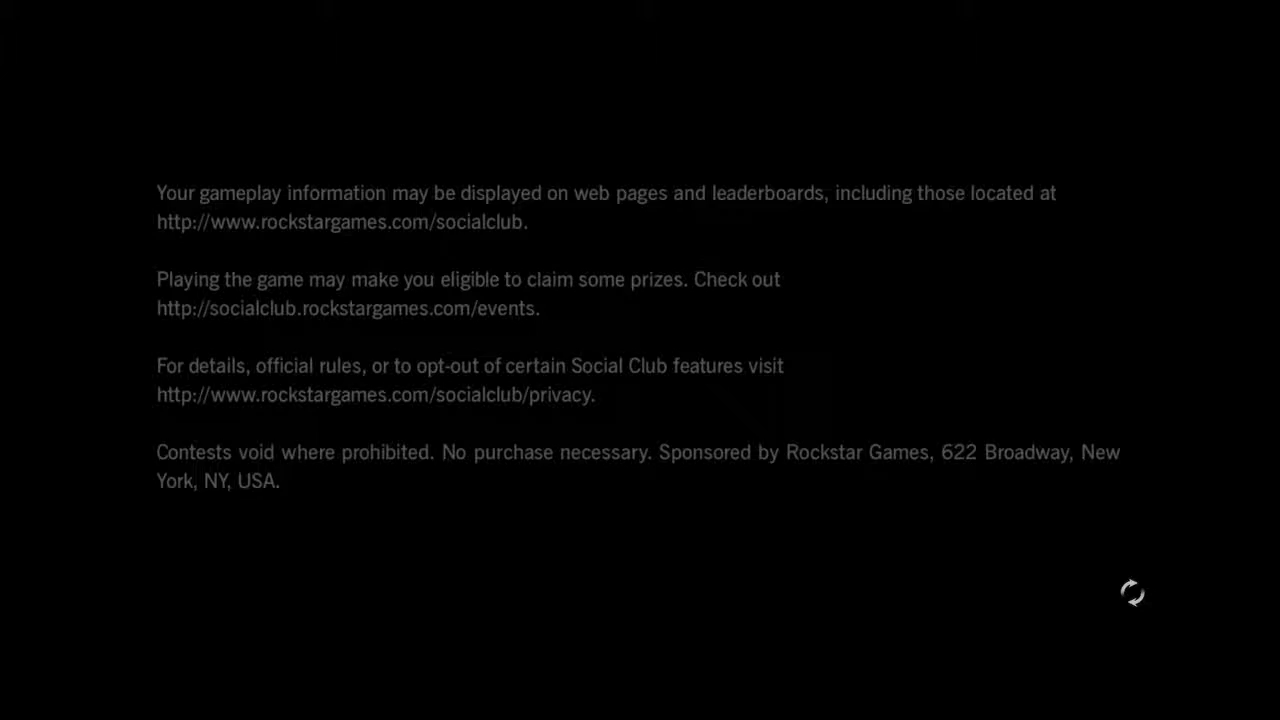 Your gameplay information may be displayed on web pages and leaderboards, including those located at
http://www.rockstargames.com/socialclub.
Playing the game may make you eligible to claim some prizes. Check out
http://socialclub.rockstargames.com/events.
For details, official rules, or to opt-out of certain Social Club features visit
http://www.rockstargames.com/socialclub/privacy.
Contests void where prohibited. No purchase necessary. Sponsored by Rockstar Games, 622 Broadway, New
York, NY, USA.